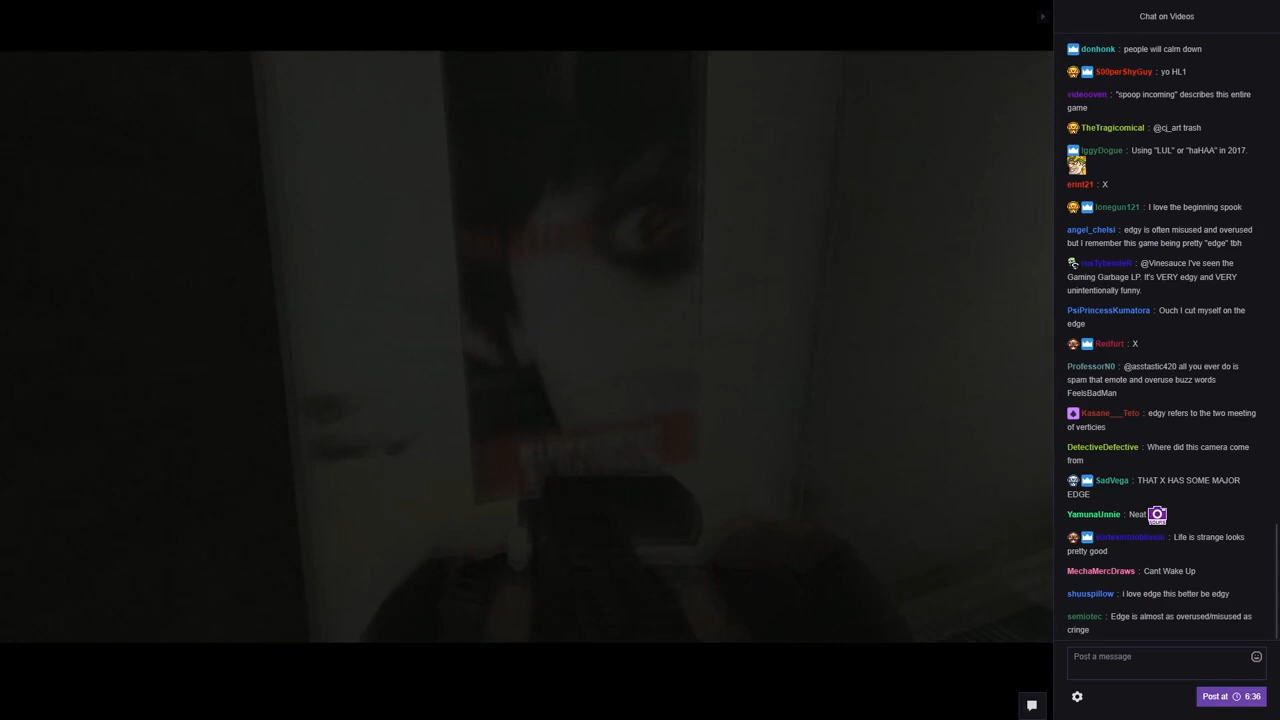 Chat on Videos
donhonk : people will calm down
S00perShyGuy : yo HL1
videooven : "spoop incoming" describes this entire
game
TheTragicomical : @cj_art trash
IggyDogue : Using "LUL" or "haHAA" in 2017.
erint21 : X
lonegun121 : I love the beginning spook
angel_chelsi : edgy is often misused and overused
but I remember this game being pretty "edge" tbh
: @Vinesauce I've seen the
Gaming Garbage LP. It's VERY edgy and VERY
unintentionally funny.
PsiPrincessKumatora : Ouch I cut myself on the
edge
Redfurt : X
ProfessorN0 : @asstastic420 all you ever do is
spam that emote and overuse buzz words
FeelsBadMan
Kasane___Teto : edgy refers to the two meeting
of verticies
DetectiveDefective : Where did this camera come
from
SadVega : THAT X HAS SOME MAJOR
EDGE
YamunaUnnie : Neat
: Life is strange looks
pretty good
MechaMercDraws : Cant Wake Up
shuuspillow : i love edge this better be edgy
semiotec : Edge is almost as overused/misused as
cringe
Post a message
Post at 6:36